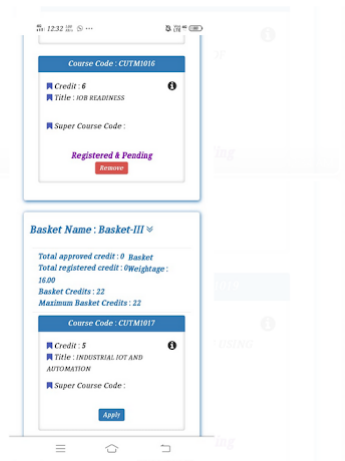 12:32
Course Code : CUTM1016
Credit : 6
Title : JOB READINESS
Super Course Code :
Registered & Pending
Remove
Basket Name : Basket-III
Total approved credit : 0 Basket
Total registered credit : 0Weightage :
16.00
Basket Credits : 22
Maximum Basket Credits : 22
Course Code : CUTM1017
Credit : 5
Title : INDUSTRIAL IOT AND
AUTOMATION
Super Course Code :
Apply